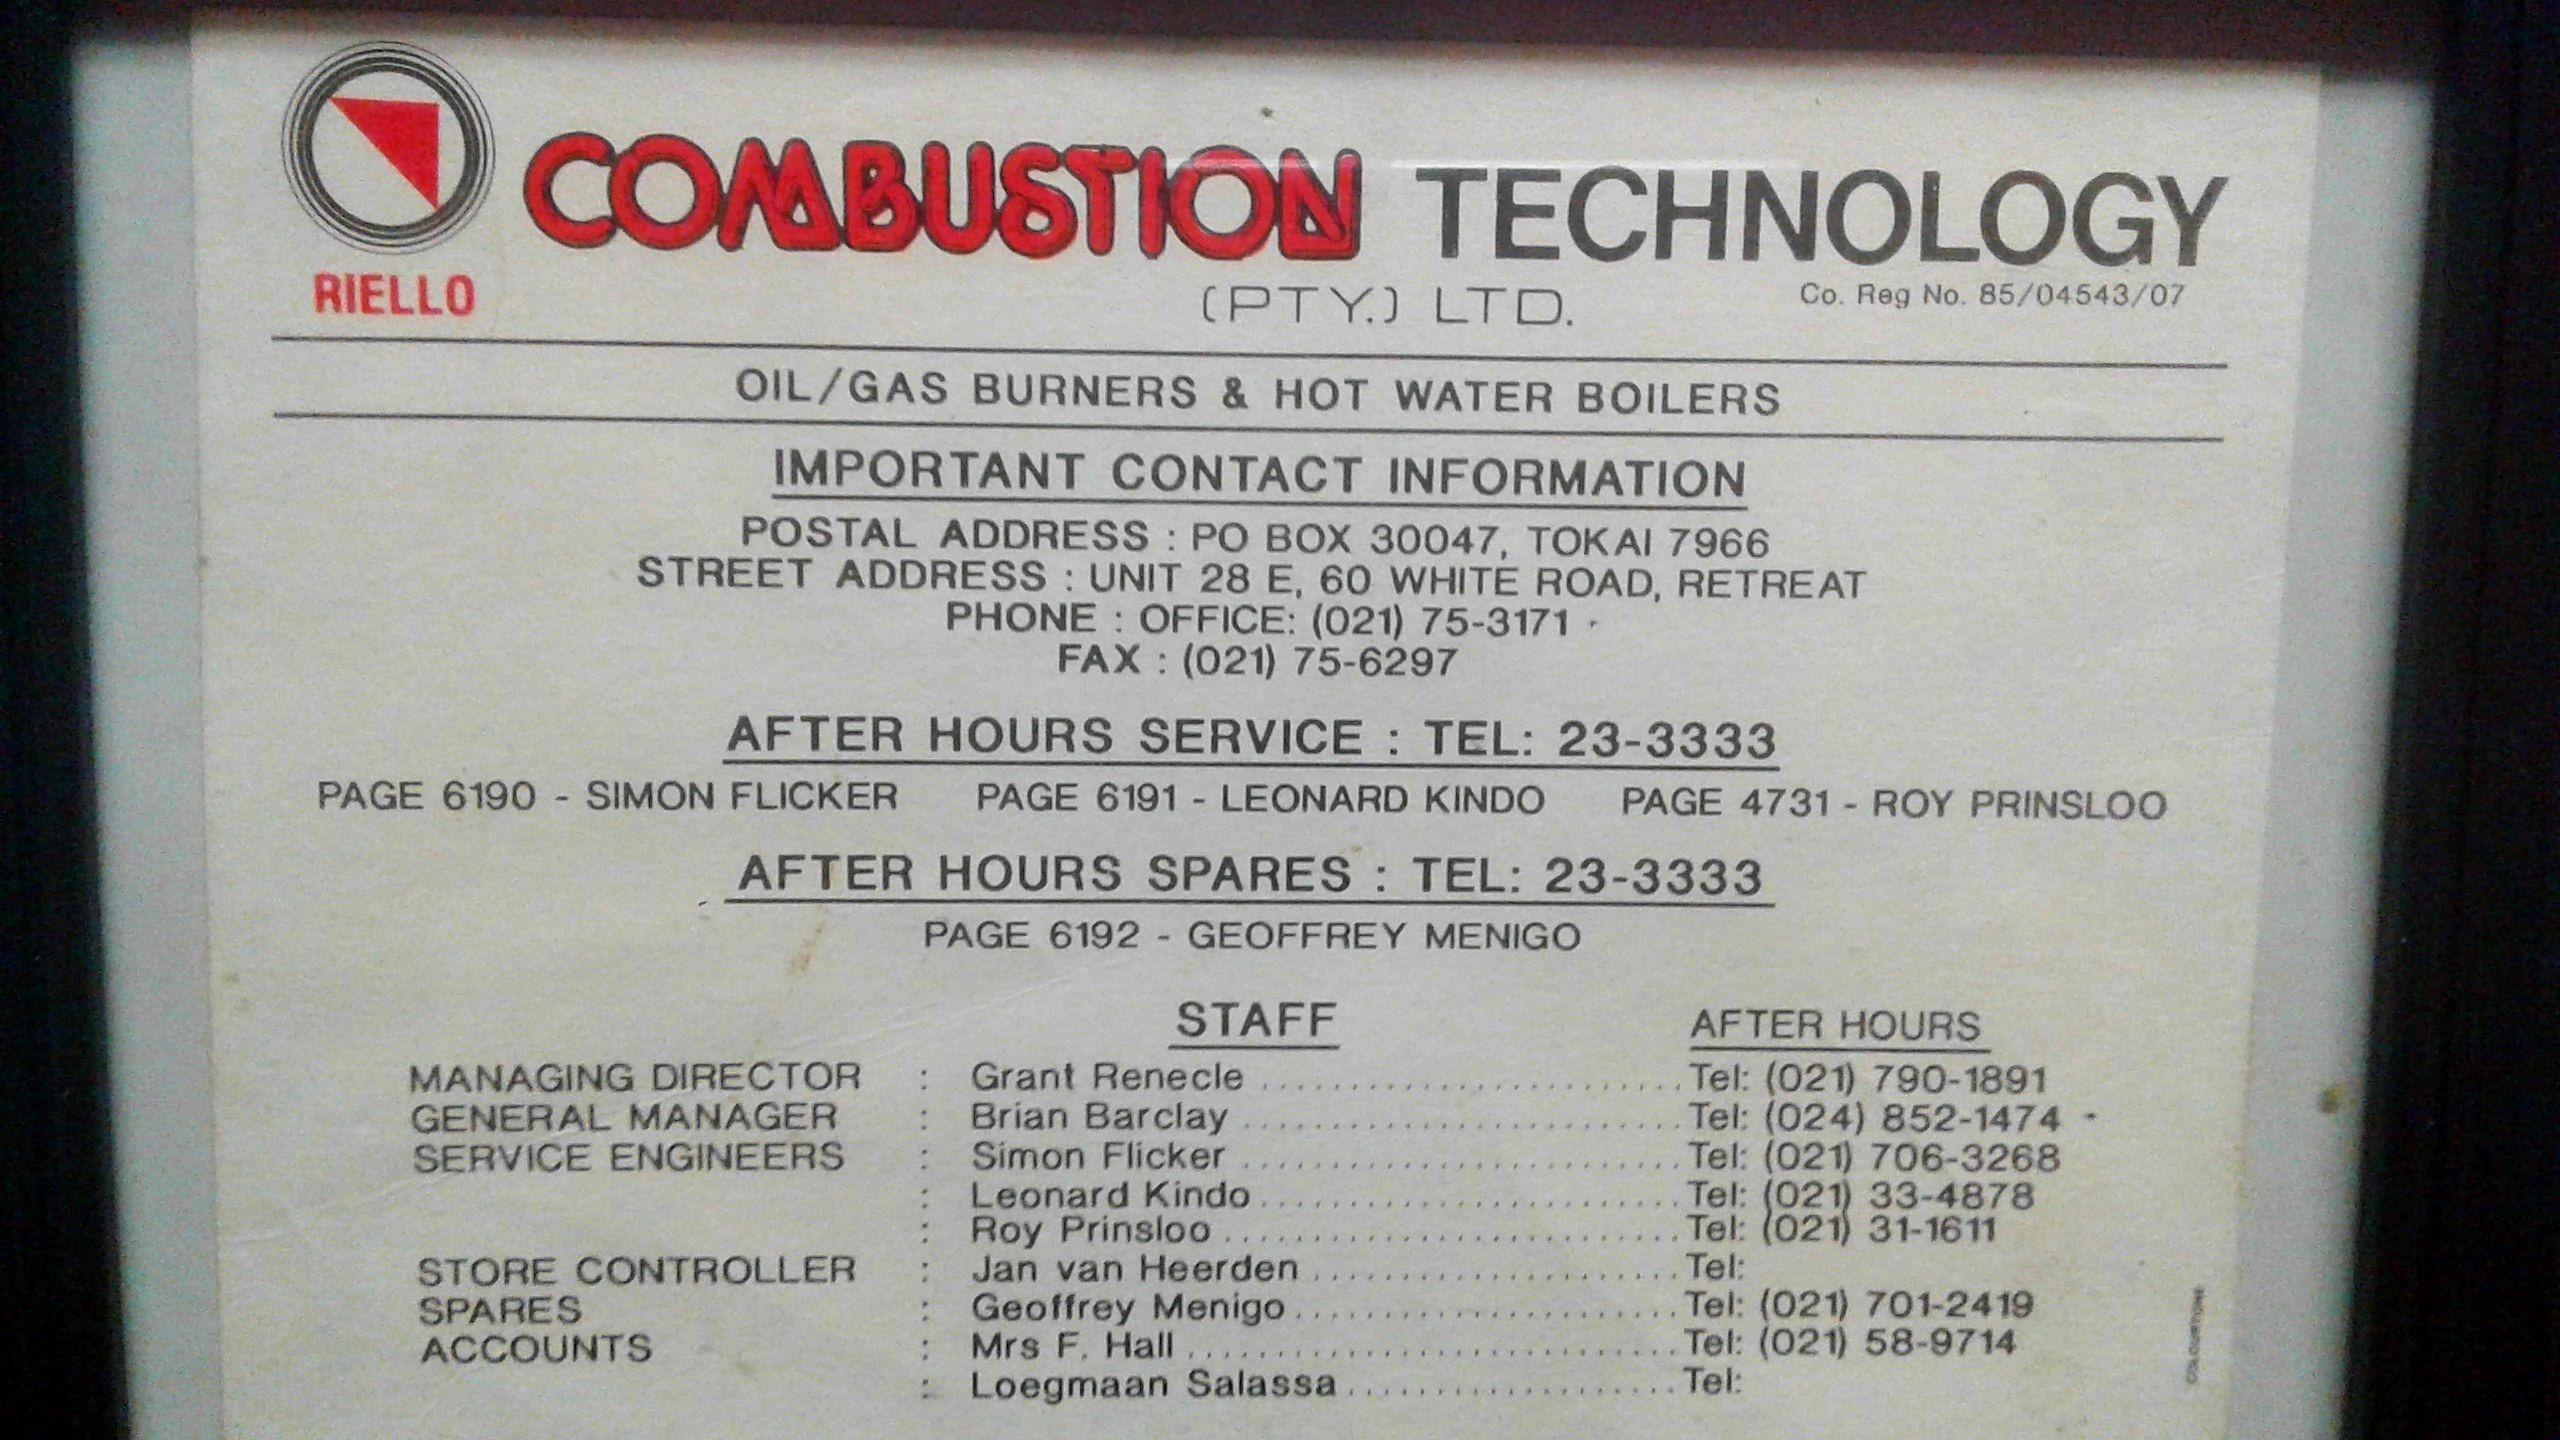 COMBUSTION TECHNOLOGY
RIELLO
(PTY.) LTD.
Co. Reg No. 85/04543/07
OIL/GAS BURNERS & HOT WATER BOILERS
IMPORTANT CONTACT INFORMATION
POSTAL ADDRESS : PO BOX 30047, TOKAI 7966
STREET ADDRESS : UNIT 28 E, 60 WHITE ROAD, RETREAT
PHONE : OFFICE: (021) 75-3171
FAX : (021) 75-6297
AFTER HOURS SERVICE : TEL: 23-3333
PAGE 6190 - SIMON FLICKER PAGE 6191 - LEONARD KINDO PAGE 4731 - ROY PRINSLOO
AFTER HOURS SPARES : TEL: 23-3333
PAGE 6192 - GEOFFREY MENIGO
STAFF AFTER HOURS
MANAGING DIRECTOR : Grant Renecle ........................ Tel: (021) 790-1891
GENERAL MANAGER : Brian Barclay ........................ Tel: (024) 852-1474
SERVICE ENGINEERS : Simon Flicker ........................ Tel: (021) 706-3268
: Leonard Kindo ........................ Tel: (021) 33-4878
: Roy Prinsloo ........................ Tel: (021) 31-1611
STORE CONTROLLER : Jan van Heerden ........................ Tel:
SPARES : Geoffrey Menigo ........................ Tel: (021) 701-2419
ACCOUNTS : Mrs F. Hall ........................ Tel: (021) 58-9714
: Loegmaan Salassa ........................ Tel: